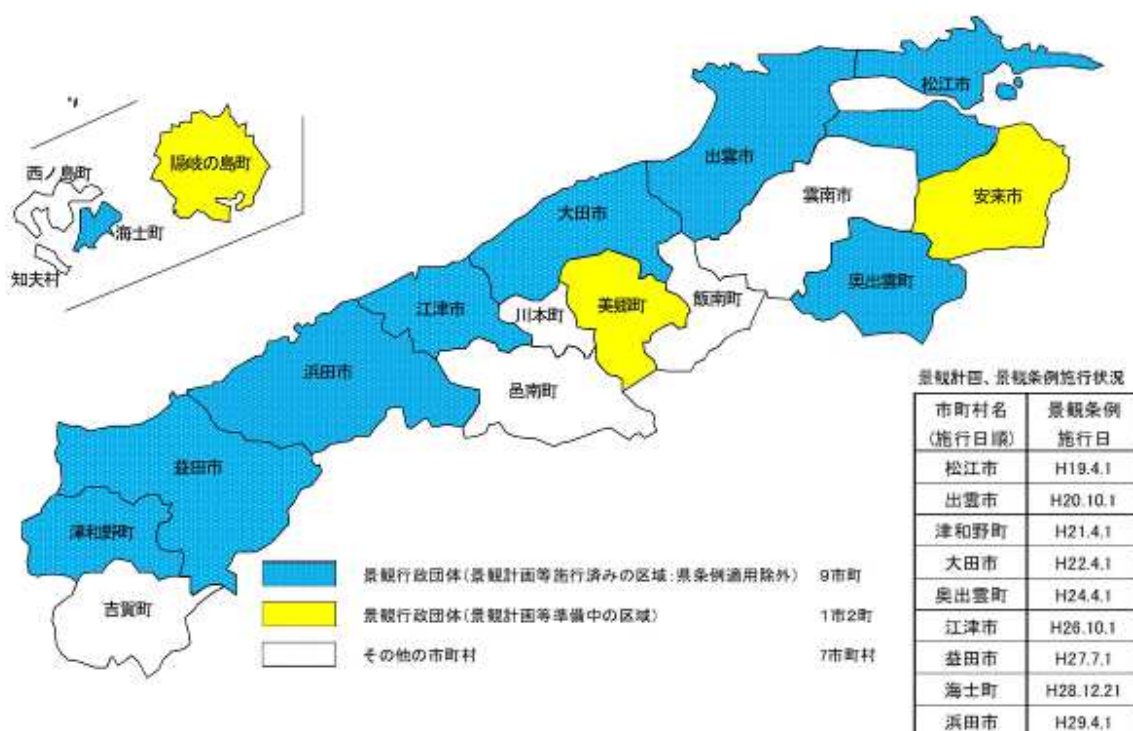 松江市
出雲市
隠岐の島町
西ノ島町
安来市
雲南市
大田市
海士町
知夫村
奥出雲町
飯南町
美郷町
江津市
川本町
浜田市
邑南町
益田市
津和野町
吉賀町
景観行政団体(景観計画等施行済みの区域:県条例適用除外) 9市町
景観行政団体(景観計画等準備中の区域) 1市2町
その他の市町村 7市町村
景観計画、景観条例施行状況
市町村名 景観条例
(施行日順) 施行日
松江市 H19.4.1
出雲市 H20.10.1
津和野町 H21.4.1
大田市 H22.4.1
奥出雲町 H24.4.1
江津市 H26.10.1
益田市 H27.7.1
海士町 H28.12.21
浜田市 H29.4.1